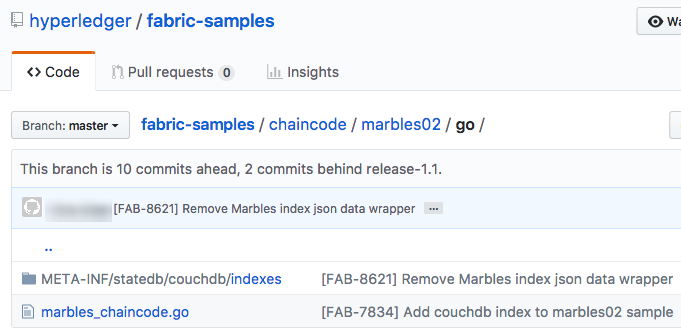 hyperledger / fabric-samples
Wa
Code Pull requests 0 Insights
Branch: master fabric-samples / chaincode / marbles02 / go /
This branch is 10 commits ahead, 2 commits behind release-1.1.
[FAB-8621] Remove Marbles index json data wrapper ...
..
META-INF/statedb/couchdb/indexes [FAB-8621] Remove Marbles index json data wrapper
marbles_chaincode.go [FAB-7834] Add couchdb index to marbles02 sample